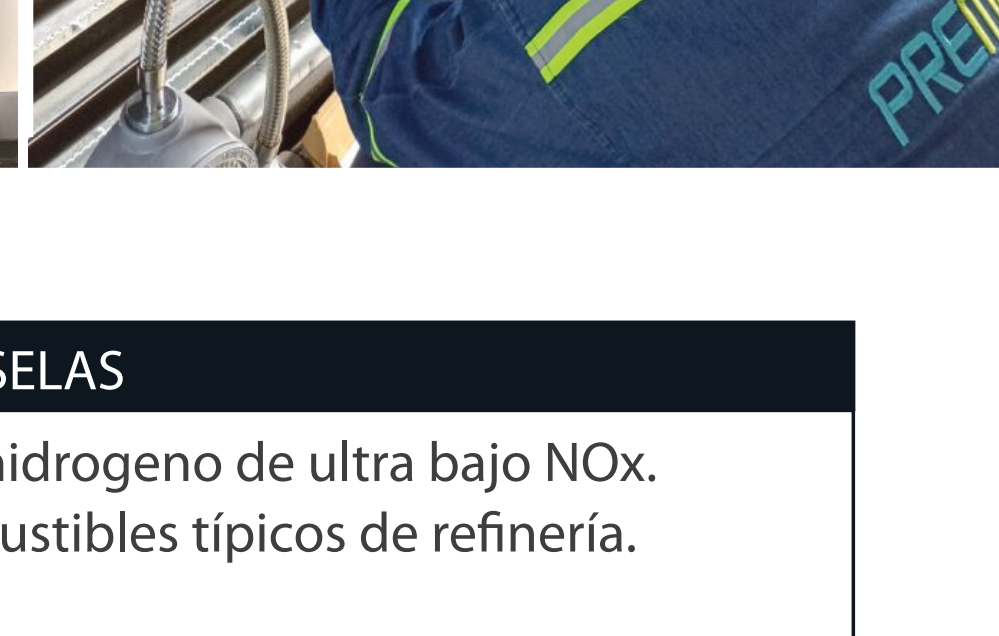 SELAS
hidrogeno de ultra bajo NOx.
ustibles típicos de refinería.